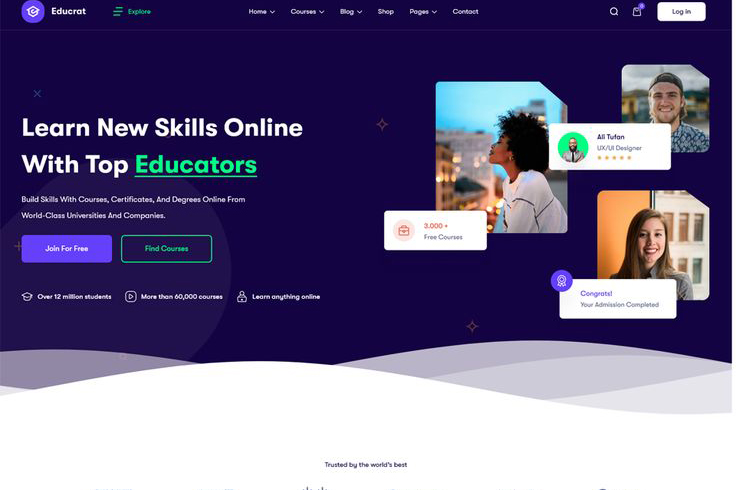 Educrat
Explore
Home
Courses
Blog
Shop
Pages
Contact
0
Log in
Learn New Skills Online
With Top Educators
Build Skills With Courses, Certificates, And Degrees Online From
World-Class Universities And Companies.
Join For Free
Find Courses
Over 12 million students
More than 60,000 courses
Learn anything online
Ali Tufan
UX/UI Designer
3.000 +
Free Courses
Congrats!
Your Admission Completed
Trusted by the world's best